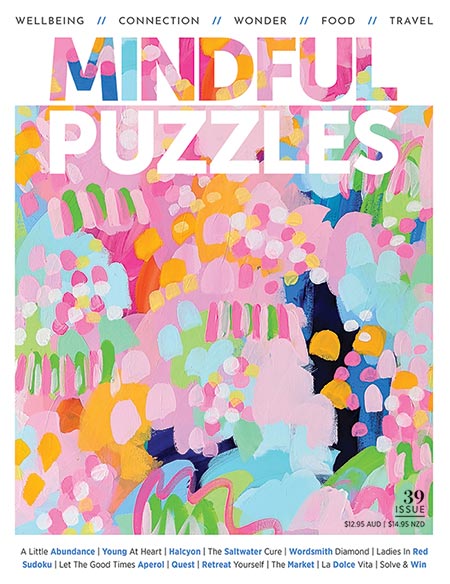 WELLBEING // CONNECTION // WONDER // FOOD // TRAVEL
MINDFUL
PUZZLES
39
ISSUE
$12.95 AUD | $14.95 NZD
A Little Abundance | Young At Heart | Halcyon | The Saltwater Cure | Wordsmith Diamond | Ladies In Red
Sudoku | Let The Good Times Aperol | Quest | Retreat Yourself | The Market | La Dolce Vita | Solve & Win